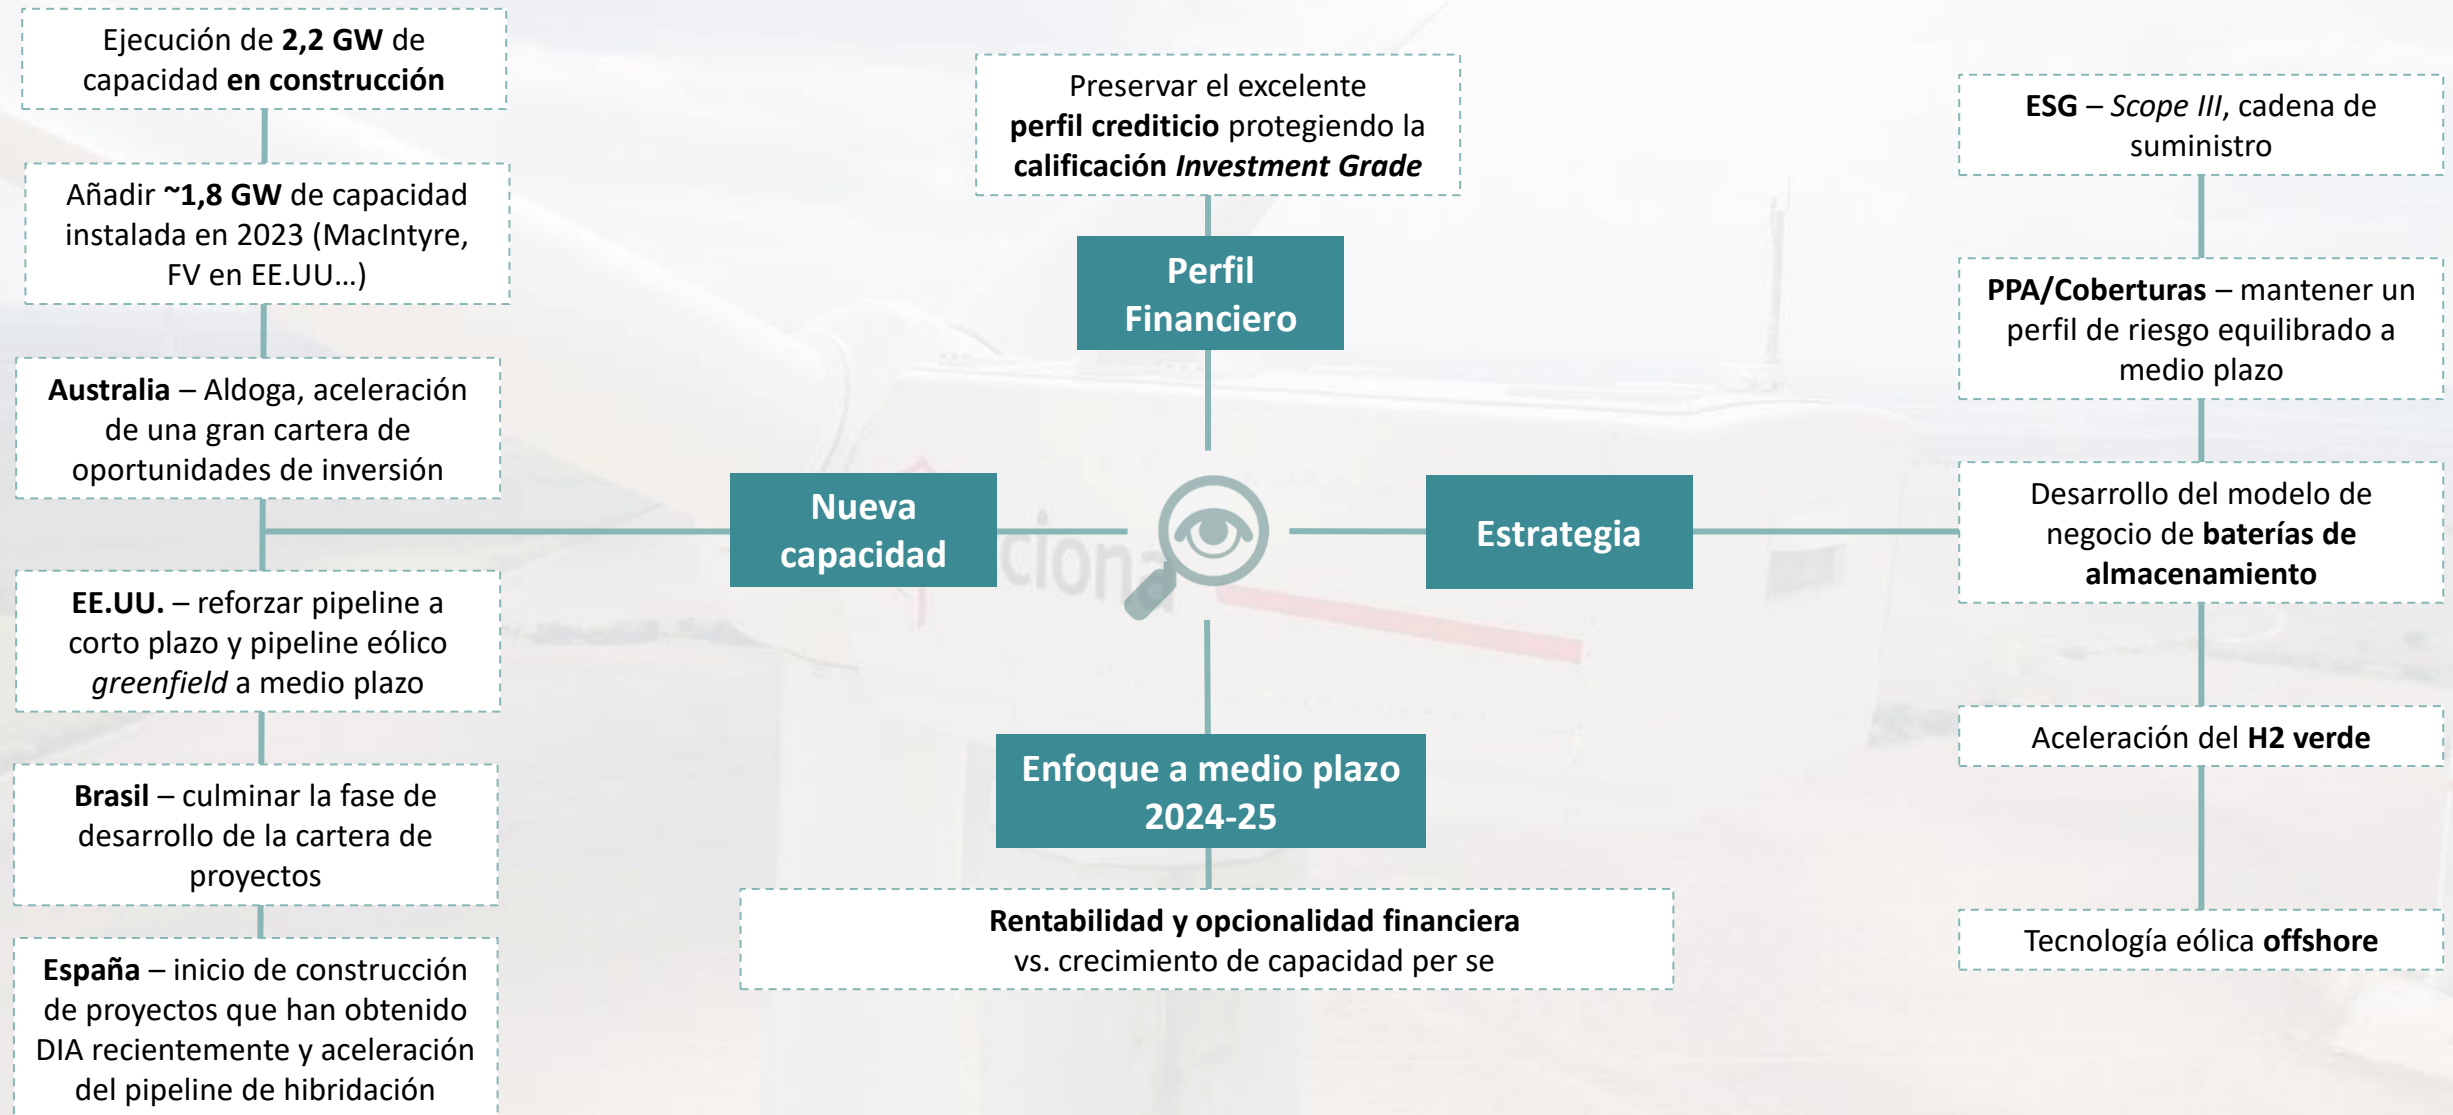 Ejecución de 2,2 GW de
capacidad en construcción
Añadir ~1,8 GW de capacidad
instalada en 2023 (MacIntyre,
FV en EE.UU…)
Australia – Aldoga, aceleración
de una gran cartera de
oportunidades de inversión
EE.UU. – reforzar pipeline a
corto plazo y pipeline eólico
greenfield a medio plazo
Brasil – culminar la fase de
desarrollo de la cartera de
proyectos
España – inicio de construcción
de proyectos que han obtenido
DIA recientemente y aceleración
del pipeline de hibridación
Nueva
capacidad
Preservar el excelente
perfil crediticio protegiendo la
calificación Investment Grade
Perfil
Financiero
ciona
Enfoque a medio plazo
2024-25
Rentabilidad y opcionalidad financiera
vs. crecimiento de capacidad per se
Estrategia
ESG – Scope III, cadena de
suministro
PPA/Coberturas – mantener un
perfil de riesgo equilibrado a
medio plazo
Desarrollo del modelo de
negocio de baterías de
almacenamiento
Aceleración del H2 verde
Tecnología eólica offshore